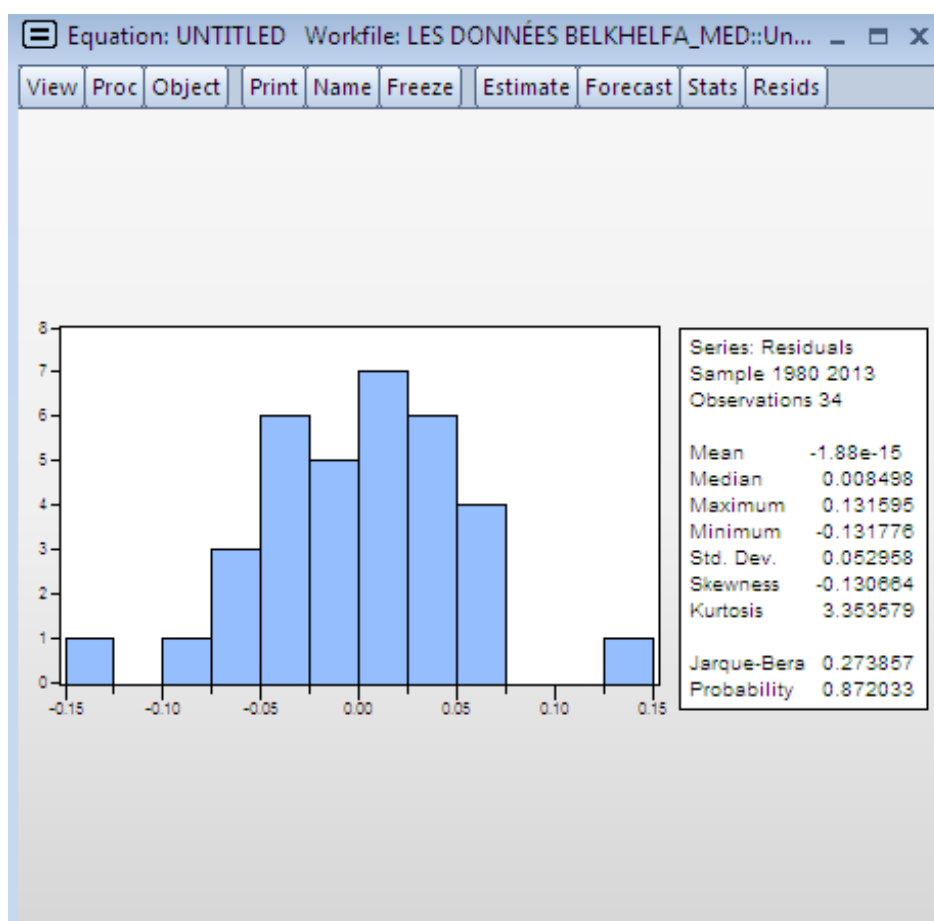 Equation: UNTITLED Workfile: LES DONNÉES BELKHELFA_MED::Un...
View Proc Object Print Name Freeze Estimate Forecast Stats Resids
8
7
6
5
4
3
2
1
0
-0.15 -0.10 -0.05 0.00 0.05 0.10 0.15
Series: Residuals
Sample 1980 2013
Observations 34
Mean -1.88e-15
Median 0.008498
Maximum 0.131595
Minimum -0.131776
Std. Dev. 0.052958
Skewness -0.130664
Kurtosis 3.353579
Jarque-Bera 0.273857
Probability 0.872033